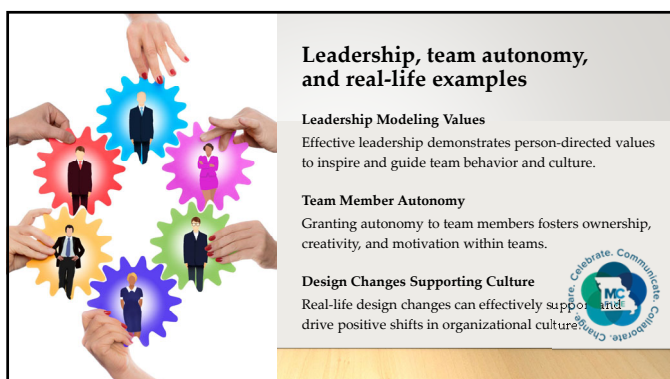 Leadership, team autonomy,
and real-life examples
Leadership Modeling Values
Effective leadership demonstrates person-directed values
to inspire and guide team behavior and culture.
Team Member Autonomy
Granting autonomy to team members fosters ownership,
creativity, and motivation within teams.
Design Changes Supporting Culture
Real-life design changes can effectively support and
drive positive shifts in organizational culture.
Care. Celebrate. Communicate. Collaborate. Change.
MC